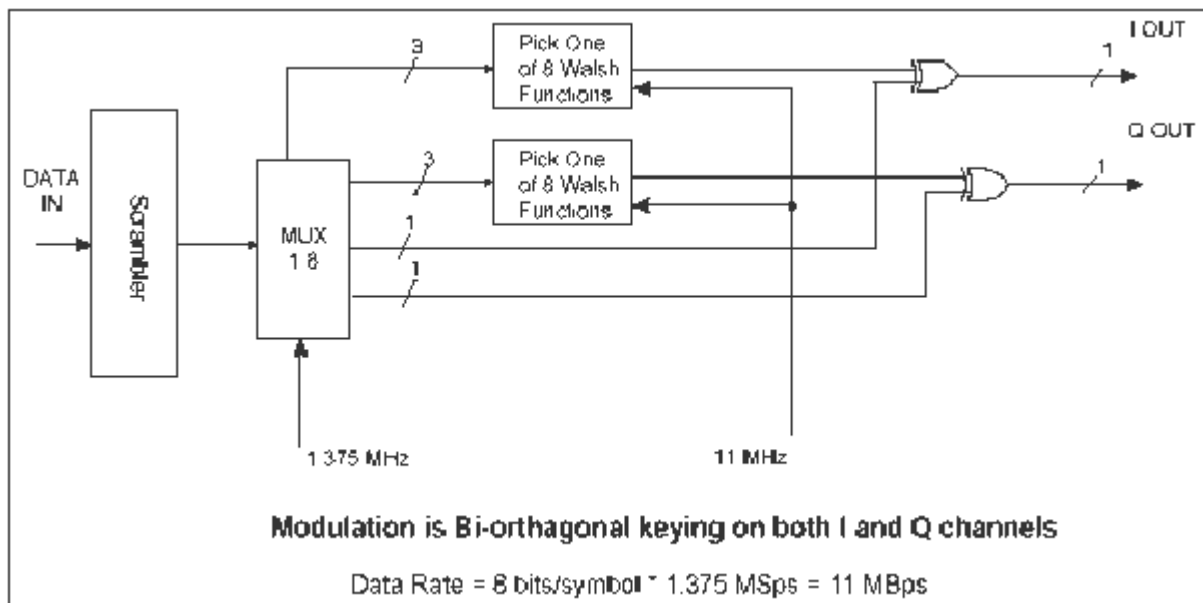 I OUT
3
Pick One
of 8 Walsh
Functions
1
Q OUT
DATA
IN
Scrambler
3
Pick One
of 8 Walsh
Functions
1
MUX
1 8
1
1
1 375 MHz
11 MHz
Modulation is Bi-orthagonal keying on both I and Q channels
Data Rate = 8 bits/symbol * 1.375 MSps = 11 MBps